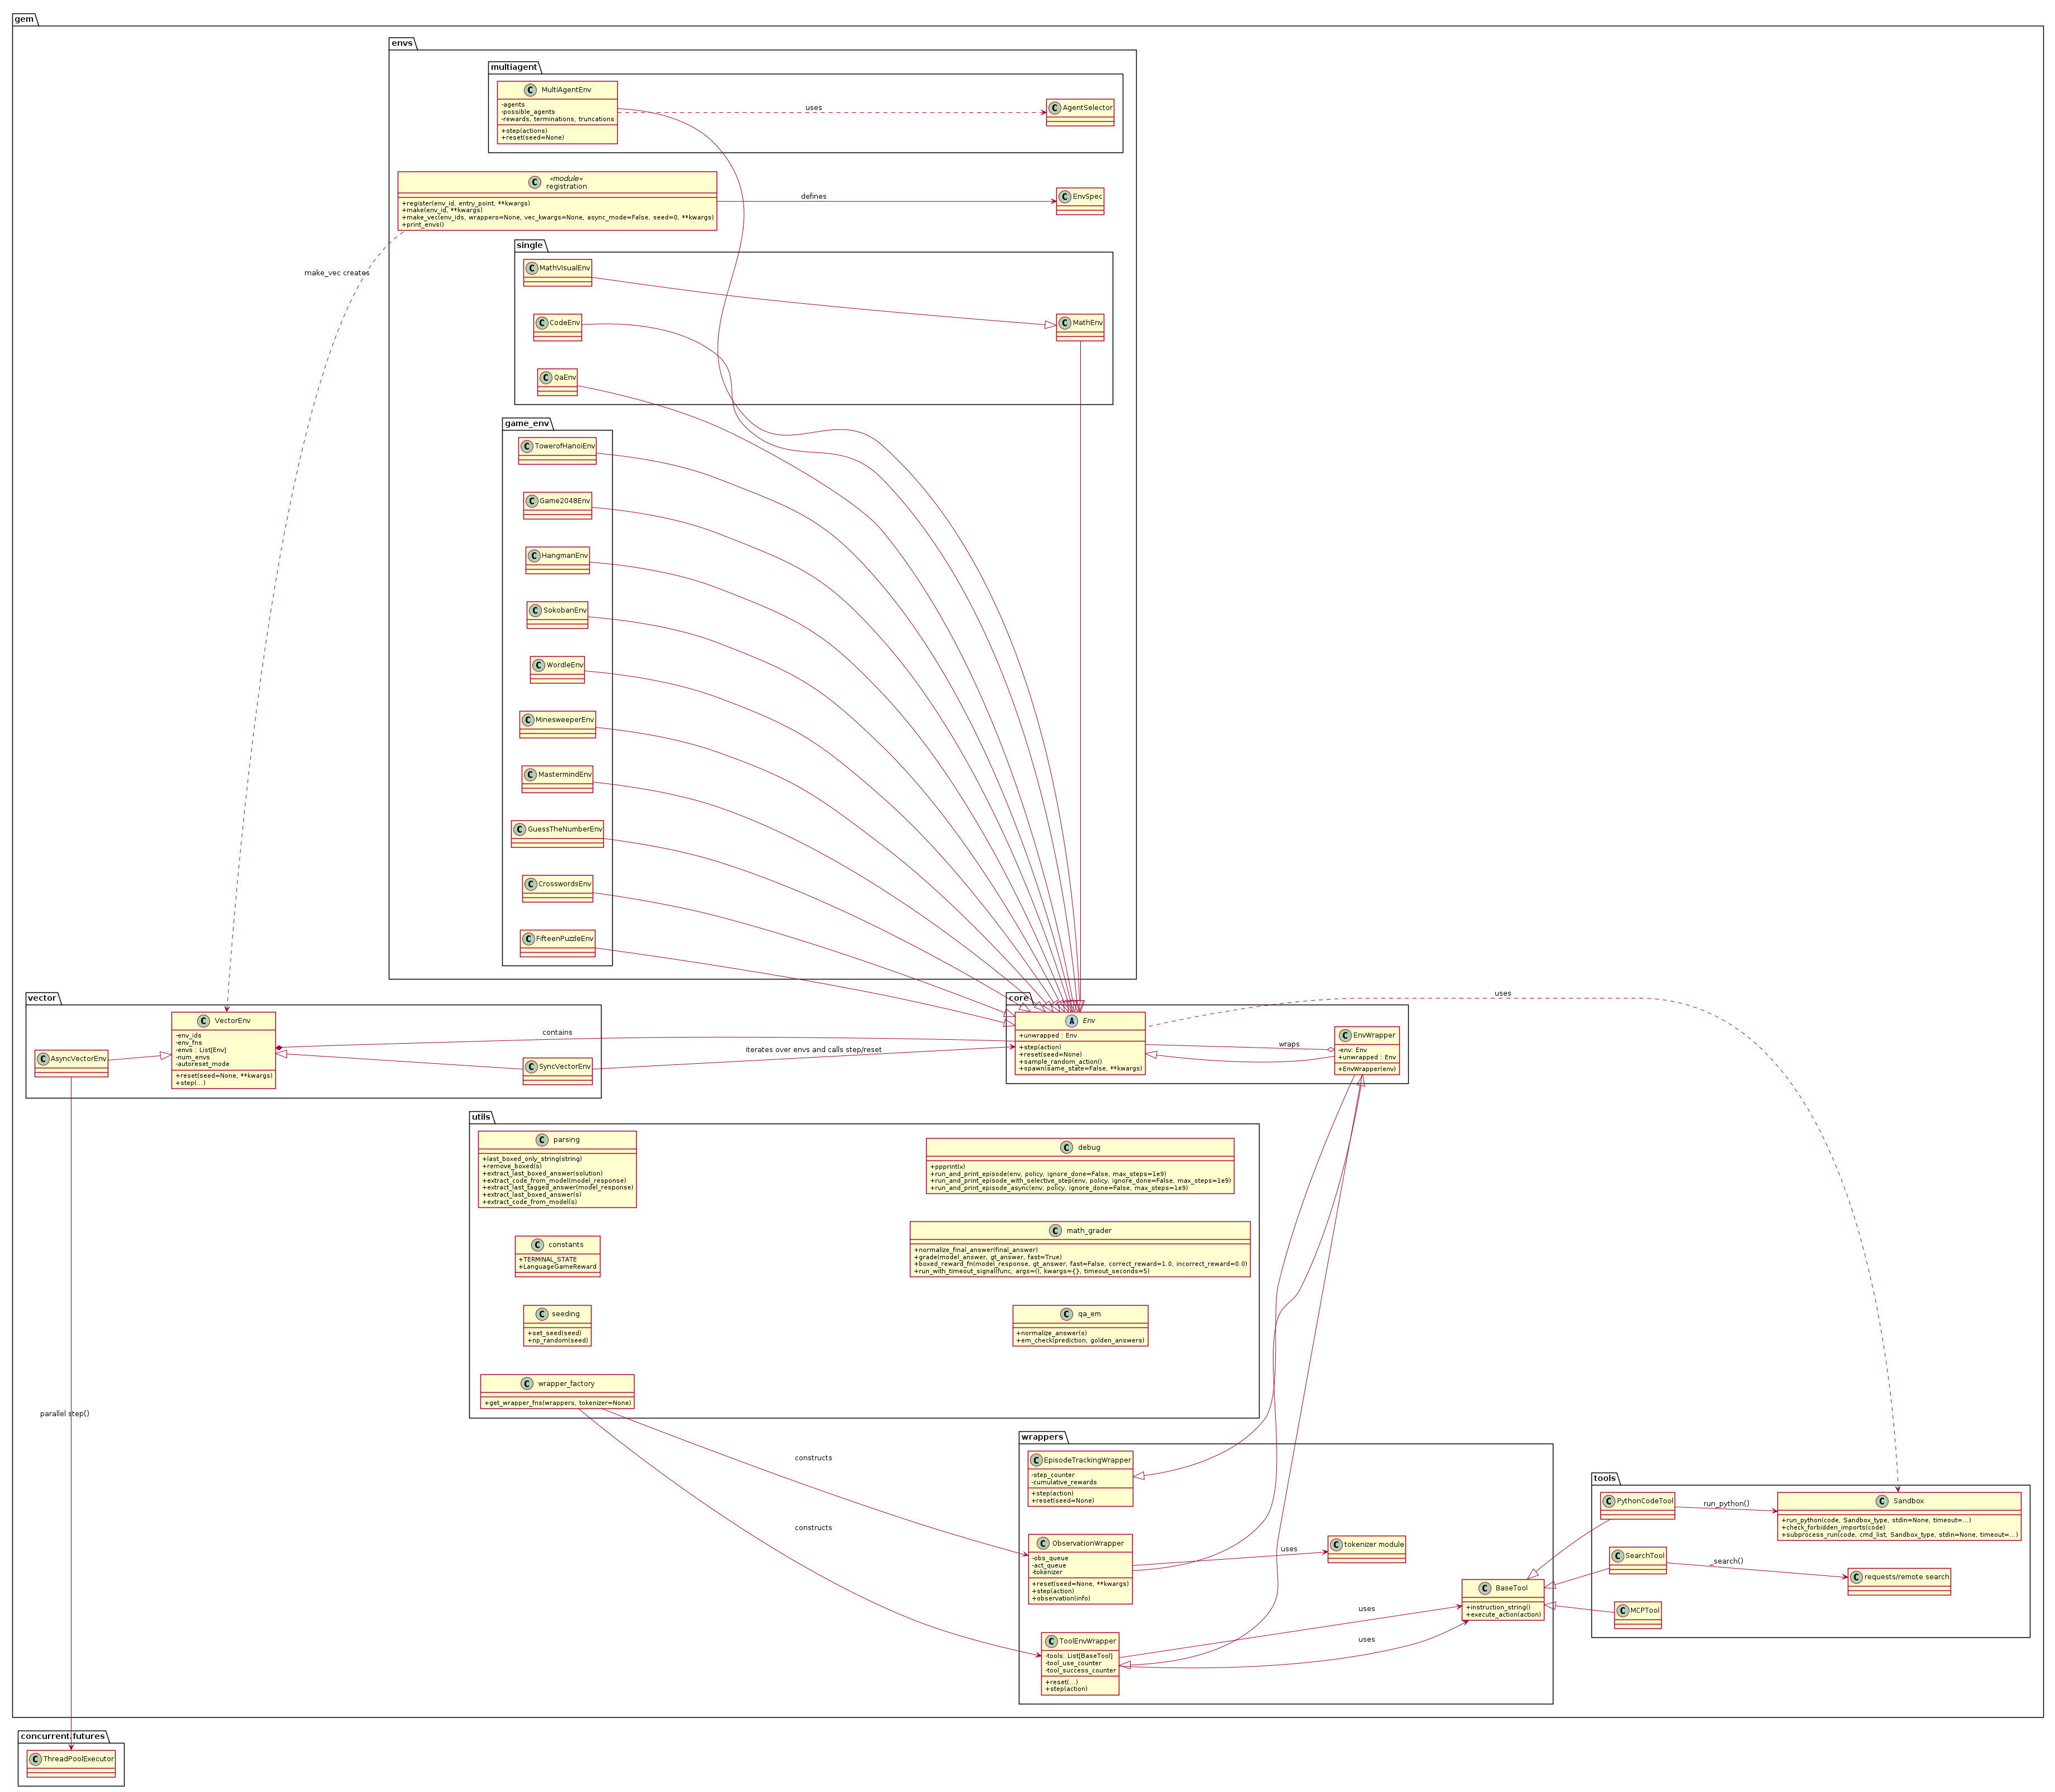 gem
envs
multiagent
C MultiAgentEnv
-agents
-possible_agents
-rewards, terminations, truncations
+step(actions)
+reset(seed=None)
uses
C AgentSelector
«module»
C registration
+register(env_id, entry_point, **kwargs)
+make(env_id, **kwargs)
+make_vec(env_ids, wrappers=None, vec_kwargs=None, async_mode=False, seed=0, **kwargs)
+print_envs()
defines
C EnvSpec
make_vec creates
single
C MathVisualEnv
C CodeEnv
C MathEnv
C QaEnv
game_env
C TowerofHanoiEnv
C Game2048Env
C HangmanEnv
C SokobanEnv
C WordleEnv
C MinesweeperEnv
C MastermindEnv
C GuessTheNumberEnv
C CrosswordsEnv
C FifteenPuzzleEnv
vector
C AsyncVectorEnv
C VectorEnv
-env_ids
-env_fns
-envs : List[Env]
-num_envs
-autoreset_mode
+reset(seed=None, **kwargs)
+step(...)
C SyncVectorEnv
contains
iterates over envs and calls step/reset
core
A Env
+unwrapped : Env
+step(action)
+reset(seed=None)
+sample_random_action()
+spawn(same_state=False, **kwargs)
wraps
C EnvWrapper
-env: Env
+unwrapped : Env
+EnvWrapper(env)
uses
utils
C parsing
+last_boxed_only_string(string)
+remove_boxed(s)
+extract_last_boxed_answer(solution)
+extract_code_from_model(model_response)
+extract_last_tagged_answer(model_response)
+extract_last_boxed_answer(s)
+extract_code_from_model(s)
C debug
+ppprint(x)
+run_and_print_episode(env, policy, ignore_done=False, max_steps=1e9)
+run_and_print_episode_with_selective_step(env, policy, ignore_done=False, max_steps=1e9)
+run_and_print_episode_async(env, policy, ignore_done=False, max_steps=1e9)
C constants
+TERMINAL_STATE
+LanguageGameReward
C math_grader
+normalize_final_answer(final_answer)
+grade(model_answer, gt_answer, fast=True)
+boxed_reward_fn(model_response, gt_answer, fast=False, correct_reward=1.0, incorrect_reward=0.0)
+run_with_timeout_signal(func, args=(), kwargs={}, timeout_seconds=5)
C seeding
+set_seed(seed)
+np_random(seed)
C qa_em
+normalize_answer(s)
+em_check(prediction, golden_answers)
C wrapper_factory
+get_wrapper_fns(wrappers, tokenizer=None)
parallel step()
constructs
constructs
wrappers
C EpisodeTrackingWrapper
-step_counter
-cumulative_rewards
+step(action)
+reset(seed=None)
C ObservationWrapper
-obs_queue
-act_queue
-tokenizer
+reset(seed=None, **kwargs)
+step(action)
+observation(info)
uses
C tokenizer module
C ToolEnvWrapper
-tools: List[BaseTool]
-tool_use_counter
-tool_success_counter
+reset(...)
+step(action)
uses
uses
C BaseTool
+instruction_string()
+execute_action(action)
tools
C PythonCodeTool
run_python()
C Sandbox
+run_python(code, Sandbox_type, stdin=None, timeout=...)
+check_forbidden_imports(code)
+subprocess_run(code, cmd_list, Sandbox_type, stdin=None, timeout=...)
C SearchTool
_search()
C requests/remote search
C MCPTool
concurrent.futures
C ThreadPoolExecutor